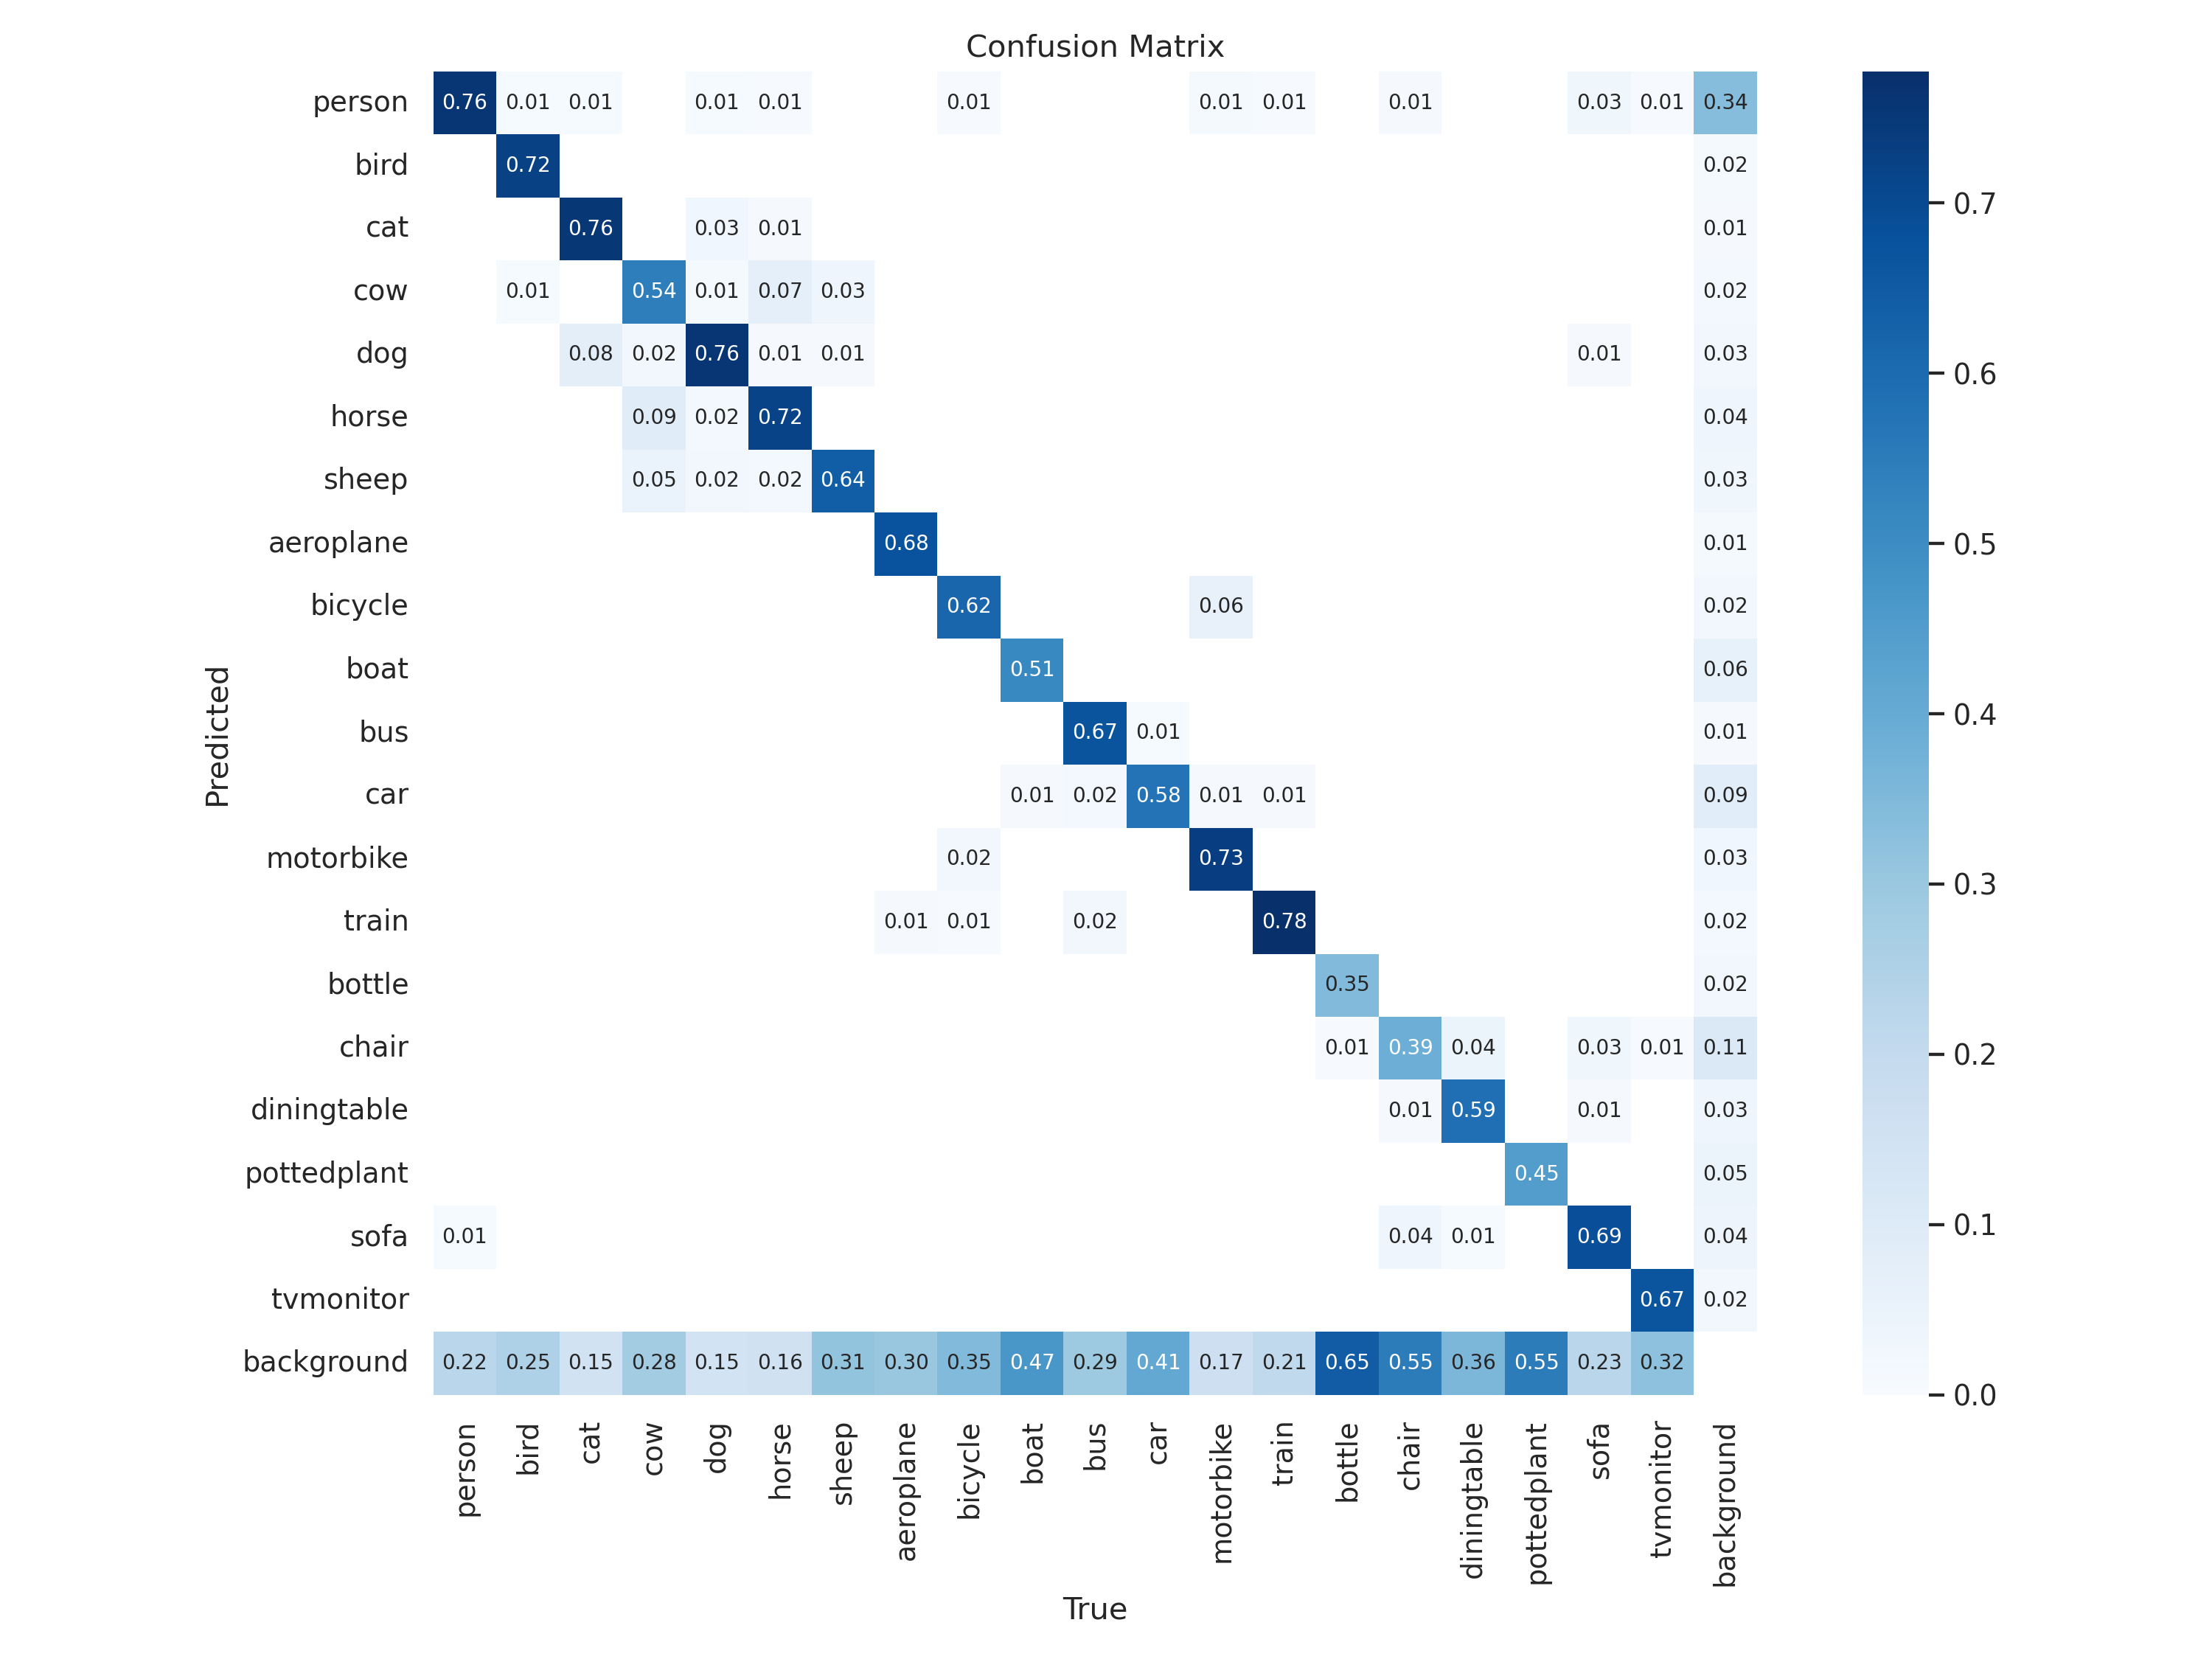 Confusion Matrix
person 0.76 0.01 0.01 0.01 0.01 0.01 0.01 0.01 0.01 0.03 0.01 0.34
bird 0.72 0.02
cat 0.76 0.03 0.01 0.01
cow 0.01 0.54 0.01 0.07 0.03 0.02
dog 0.08 0.02 0.76 0.01 0.01 0.01 0.03
horse 0.09 0.02 0.72 0.04
sheep 0.05 0.02 0.02 0.64 0.03
aeroplane 0.68 0.01
bicycle 0.62 0.06 0.02
boat 0.51 0.06
bus 0.67 0.01 0.01
car 0.01 0.02 0.58 0.01 0.01 0.09
motorbike 0.02 0.73 0.03
train 0.01 0.01 0.02 0.78 0.02
bottle 0.35 0.02
chair 0.01 0.39 0.04 0.03 0.01 0.11
diningtable 0.01 0.59 0.01 0.03
pottedplant 0.45 0.05
sofa 0.01 0.04 0.01 0.69 0.04
tvmonitor 0.67 0.02
background 0.22 0.25 0.15 0.28 0.15 0.16 0.31 0.30 0.35 0.47 0.29 0.41 0.17 0.21 0.65 0.55 0.36 0.55 0.23 0.32
person bird cat cow dog horse sheep aeroplane bicycle boat bus car motorbike train bottle chair diningtable pottedplant sofa tvmonitor background
True
Predicted
0.7
0.6
0.5
0.4
0.3
0.2
0.1
0.0